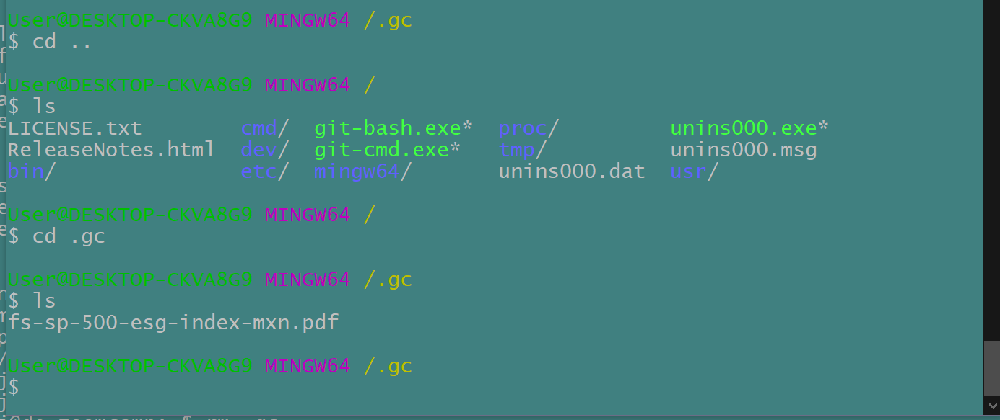 User@DESKTOP-CKVA8G9 MINGW64 /.gc
$ cd ..
User@DESKTOP-CKVA8G9 MINGW64 /
$ ls
LICENSE.txt cmd/ git-bash.exe* proc/ unins000.exe*
ReleaseNotes.html dev/ git-cmd.exe* tmp/ unins000.msg
bin/ etc/ mingw64/ unins000.dat usr/
User@DESKTOP-CKVA8G9 MINGW64 /
$ cd .gc
User@DESKTOP-CKVA8G9 MINGW64 /.gc
$ ls
fs-sp-500-esg-index-mxn.pdf
User@DESKTOP-CKVA8G9 MINGW64 /.gc
$